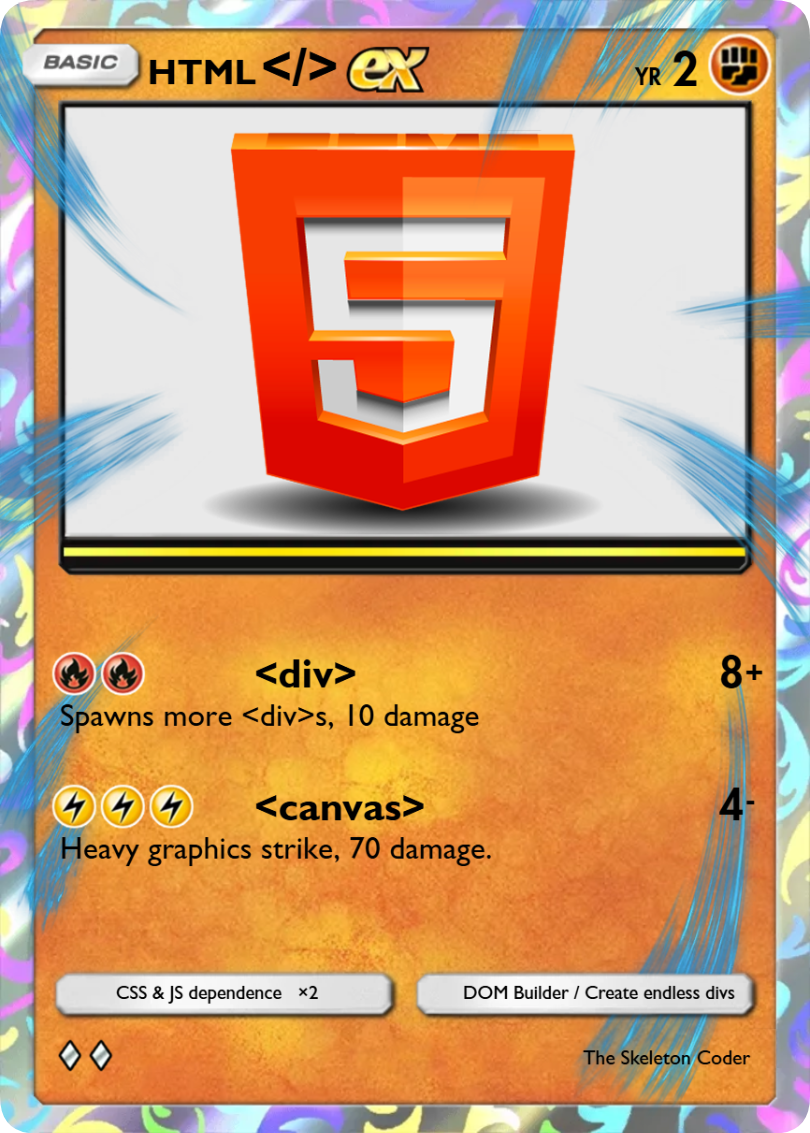 BASIC HTML </> ex YR 2
<div> 8+
Spawns more <div>s, 10 damage
<canvas> 4-
Heavy graphics strike, 70 damage.
CSS & JS dependence ×2 DOM Builder / Create endless divs
The Skeleton Coder